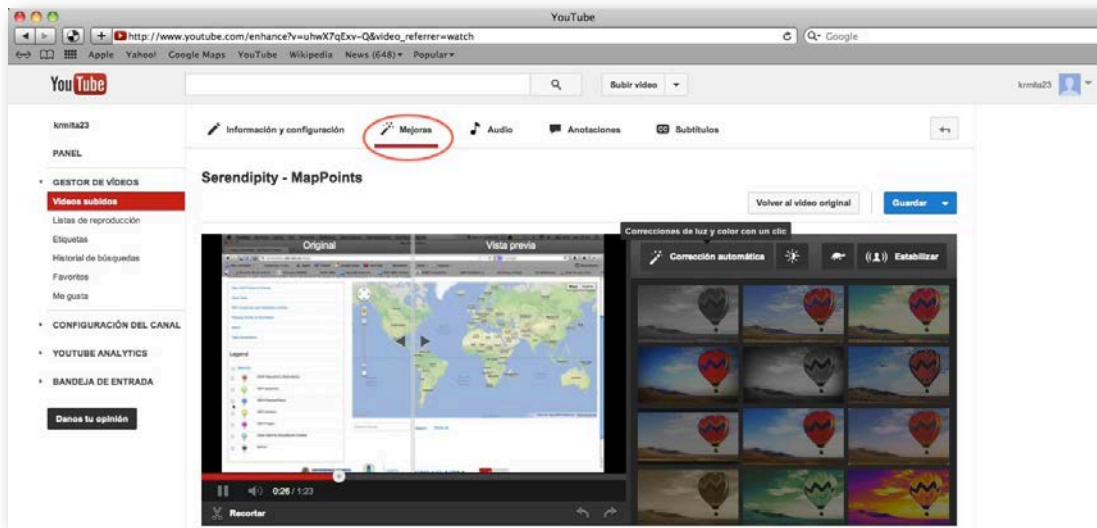 YouTube
http://www.youtube.com/enhance?v=uhwX7qExv-Q&video_referrer=watch
Google
Apple Yahoo! Google Maps YouTube Wikipedia News (648) Popular
YouTube
Subir vídeo
krmita23
krmita23
Información y configuración
Mejoras
Audio
Anotaciones
CC Subtítulos
PANEL
GESTOR DE VÍDEOS
Vídeos subidos
Listas de reproducción
Etiquetas
Historial de búsquedas
Favoritos
Me gusta
CONFIGURACIÓN DEL CANAL
YOUTUBE ANALYTICS
BANDEJA DE ENTRADA
Danos tu opinión
Serendipity - MapPoints
Volver al vídeo original
Guardar
Correcciones de luz y color con un clic
Original
Vista previa
Corrección automática
Estabilizar
Legend
0:26 / 1:23
Recortar